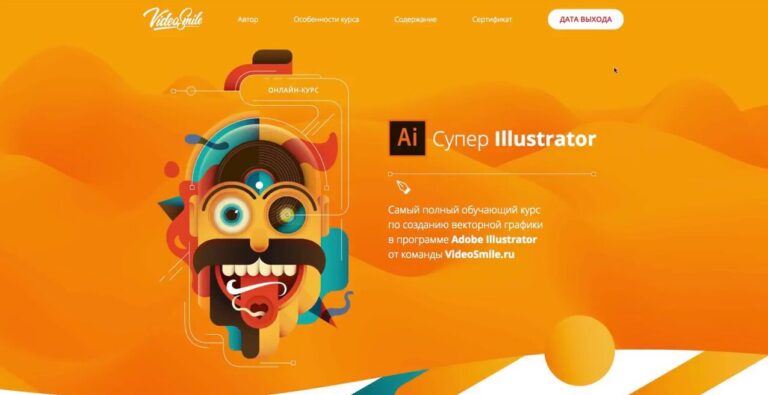 VideoSmile
Автор
Особенности курса
Содержание
Сертификат
ДАТА ВЫХОДА
ОНЛАЙН-КУРС
Ai Супер Illustrator
Самый полный обучающий курс
по созданию векторной графики
в программе Adobe Illustrator
от команды VideoSmile.ru